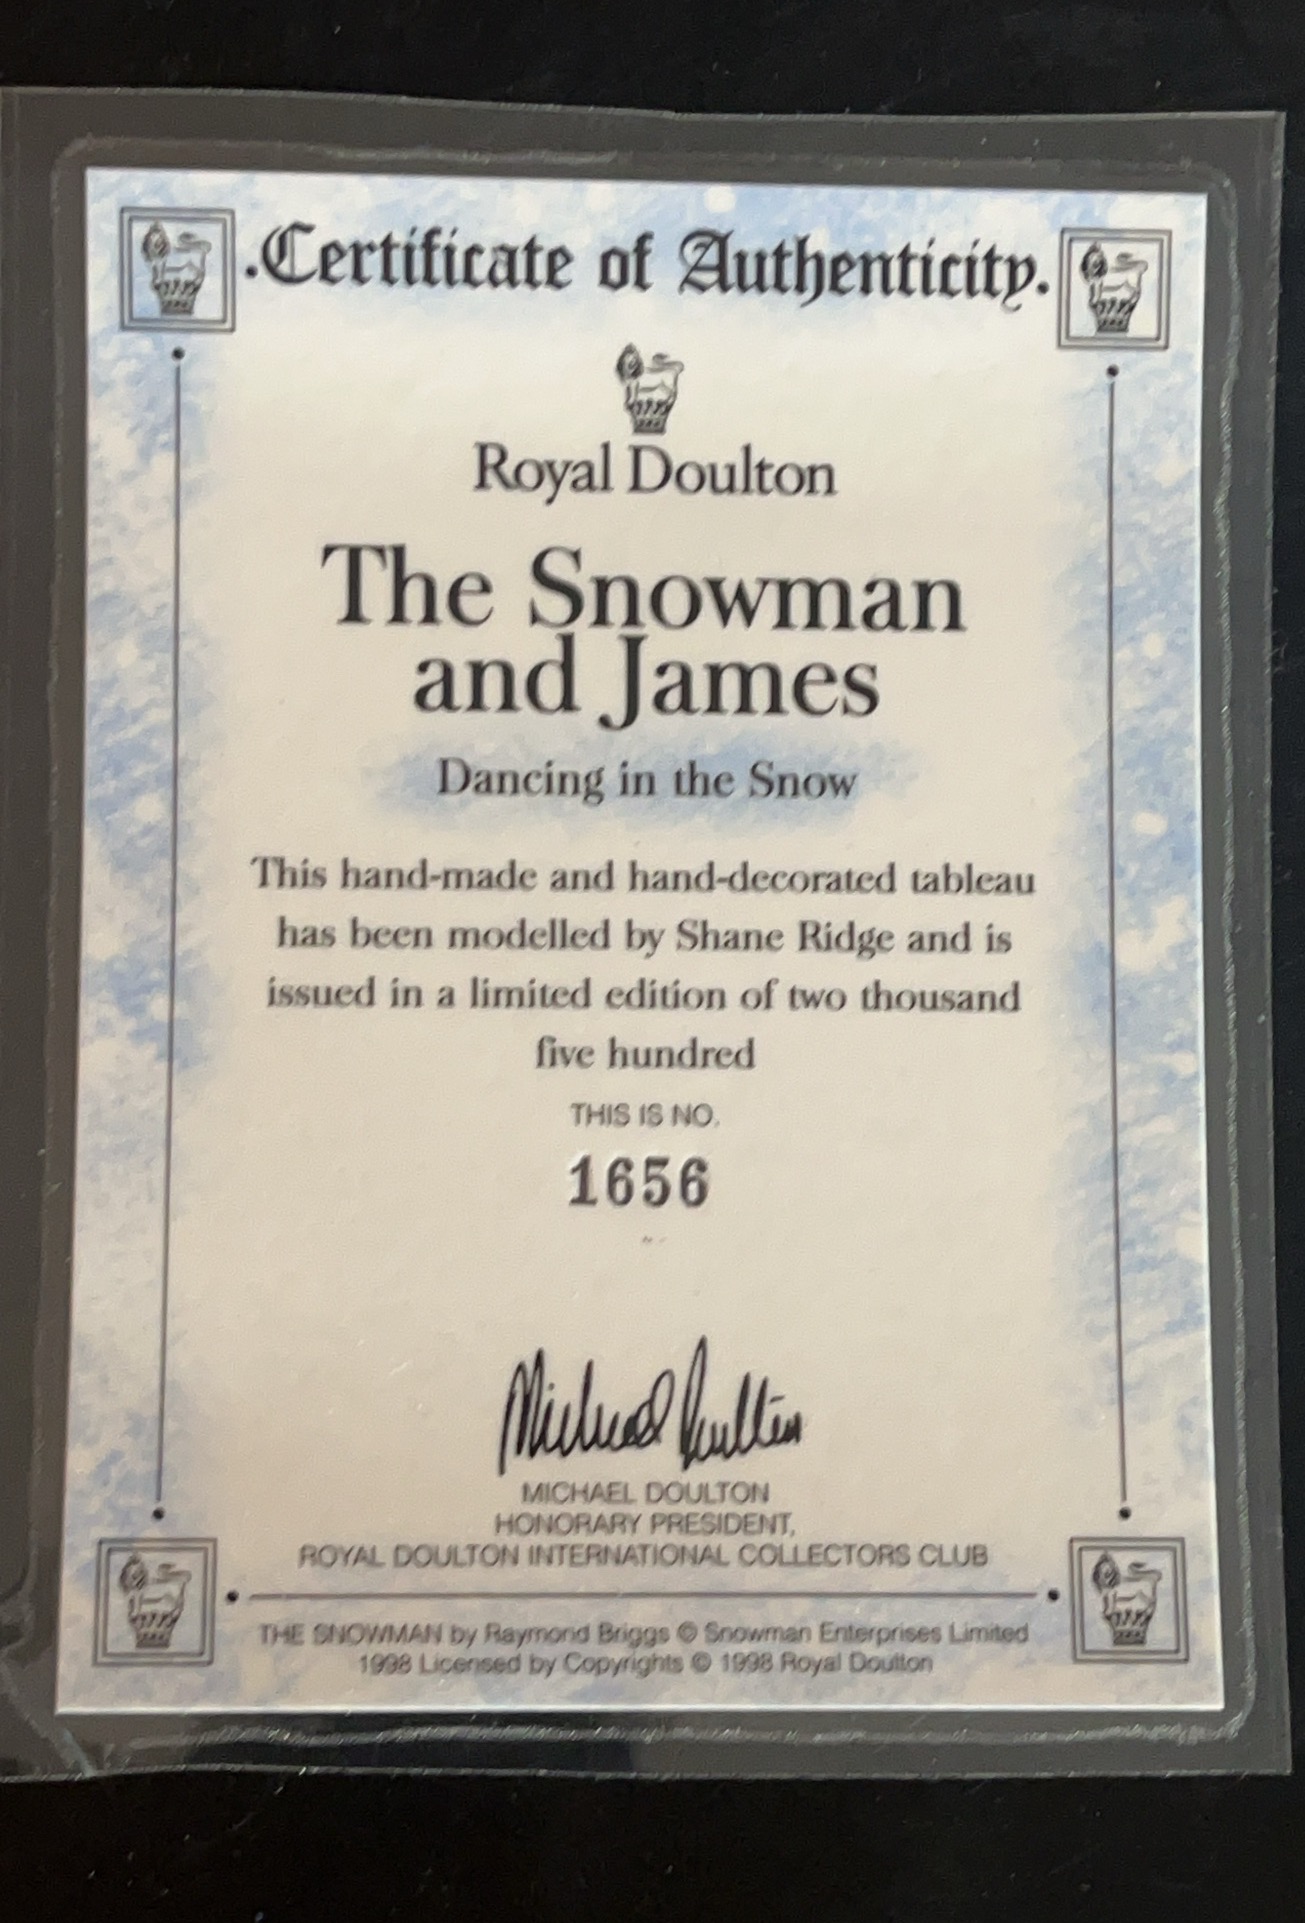 .Certificate of Authenticity.
Royal Doulton
The Snowman
and James
Dancing in the Snow
This hand-made and hand-decorated tableau
has been modelled by Shane Ridge and is
issued in a limited edition of two thousand
five hundred
THIS IS NO.
1656
Michael Doulton
MICHAEL DOULTON
HONORARY PRESIDENT,
ROYAL DOULTON INTERNATIONAL COLLECTORS CLUB
THE SNOWMAN by Raymond Briggs © Snowman Enterprises Limited
1998 Licensed by Copyrights © 1998 Royal Doulton